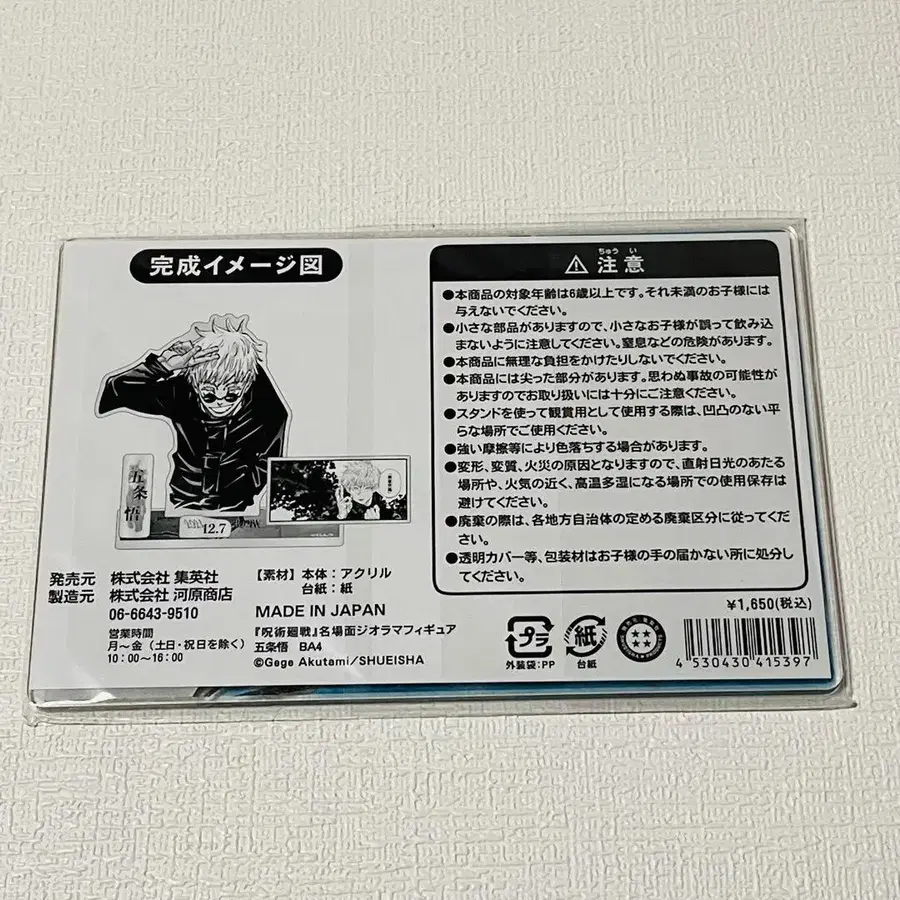 完成イメージ図
五条
悟
12.7
発売元 株式会社 集英社
製造元 株式会社 河原商店
06-6643-9510
営業時間
月〜金(土日・祝日を除く)
10:00〜16:00
【素材】本体:アクリル
台紙:紙
MADE IN JAPAN
『呪術廻戦』名場面ジオラマフィギュア
五条悟 BA4
©Gege Akutami/SHUEISHA
ちゅう い
注意
●本商品の対象年齢は6歳以上です。それ未満のお子様には
与えないでください。
●小さな部品がありますので、小さなお子様が誤って飲み込
まないように注意してください。窒息などの危険があります。
●本商品に無理な負担をかけたりしないでください。
●本商品には尖った部分があります。思わぬ事故の可能性が
ありますのでお取り扱いには十分にご注意ください。
●スタンドを使って観賞用として使用する際は、凹凸のない平
らな場所でご使用ください。
●強い摩擦等により色落ちする場合があります。
●変形、変質、火災の原因となりますので、直射日光のあたる
場所や、火気の近く、高温多湿になる場所での使用保存は
避けてください。
●廃棄の際は、各地方自治体の定める廃棄区分に従ってくださ
い。
●透明カバー等、包装材はお子様の手の届かない所に処分し
てください。
¥1,650(税込)
プラ
外装袋:PP
紙
台紙
4 530430 415397